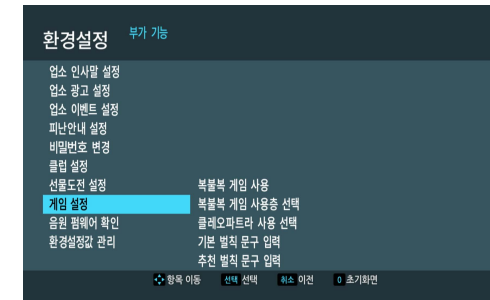 환경설정 부가 기능
업소 인사말 설정
업소 광고 설정
업소 이벤트 설정
피난안내 설정
비밀번호 변경
클럽 설정
선물도전 설정 복불복 게임 사용
게임 설정 복불복 게임 사용층 선택
음원 펌웨어 확인 클레오파트라 사용 선택
환경설정값 관리 기본 벌칙 문구 입력
추천 벌칙 문구 입력
항목 이동 선택 선택 취소 이전 0 초기화면